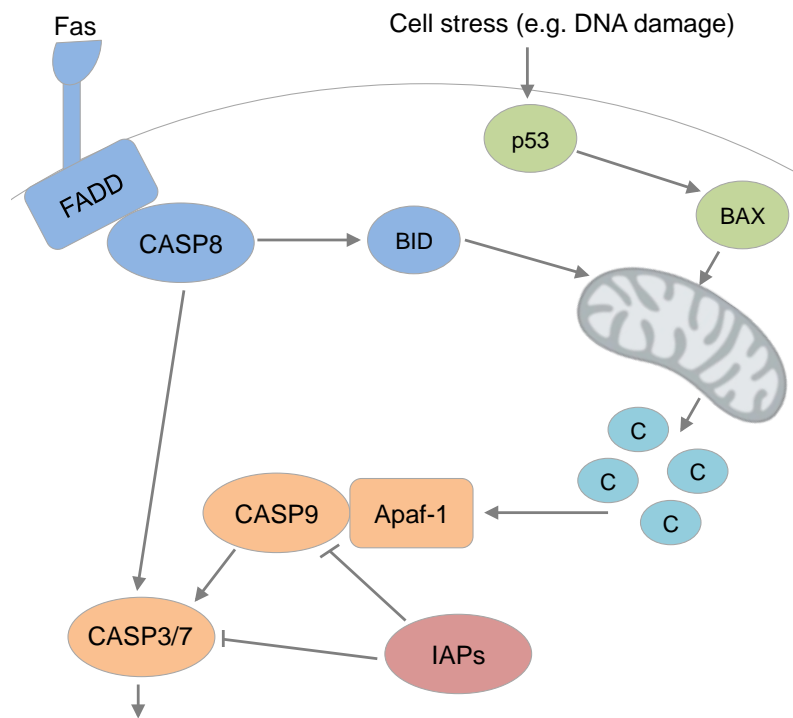 Fas
Cell stress (e.g. DNA damage)
p53
FADD
CASP8
BID
BAX
C
C
C
C
CASP9
Apaf-1
CASP3/7
IAPs